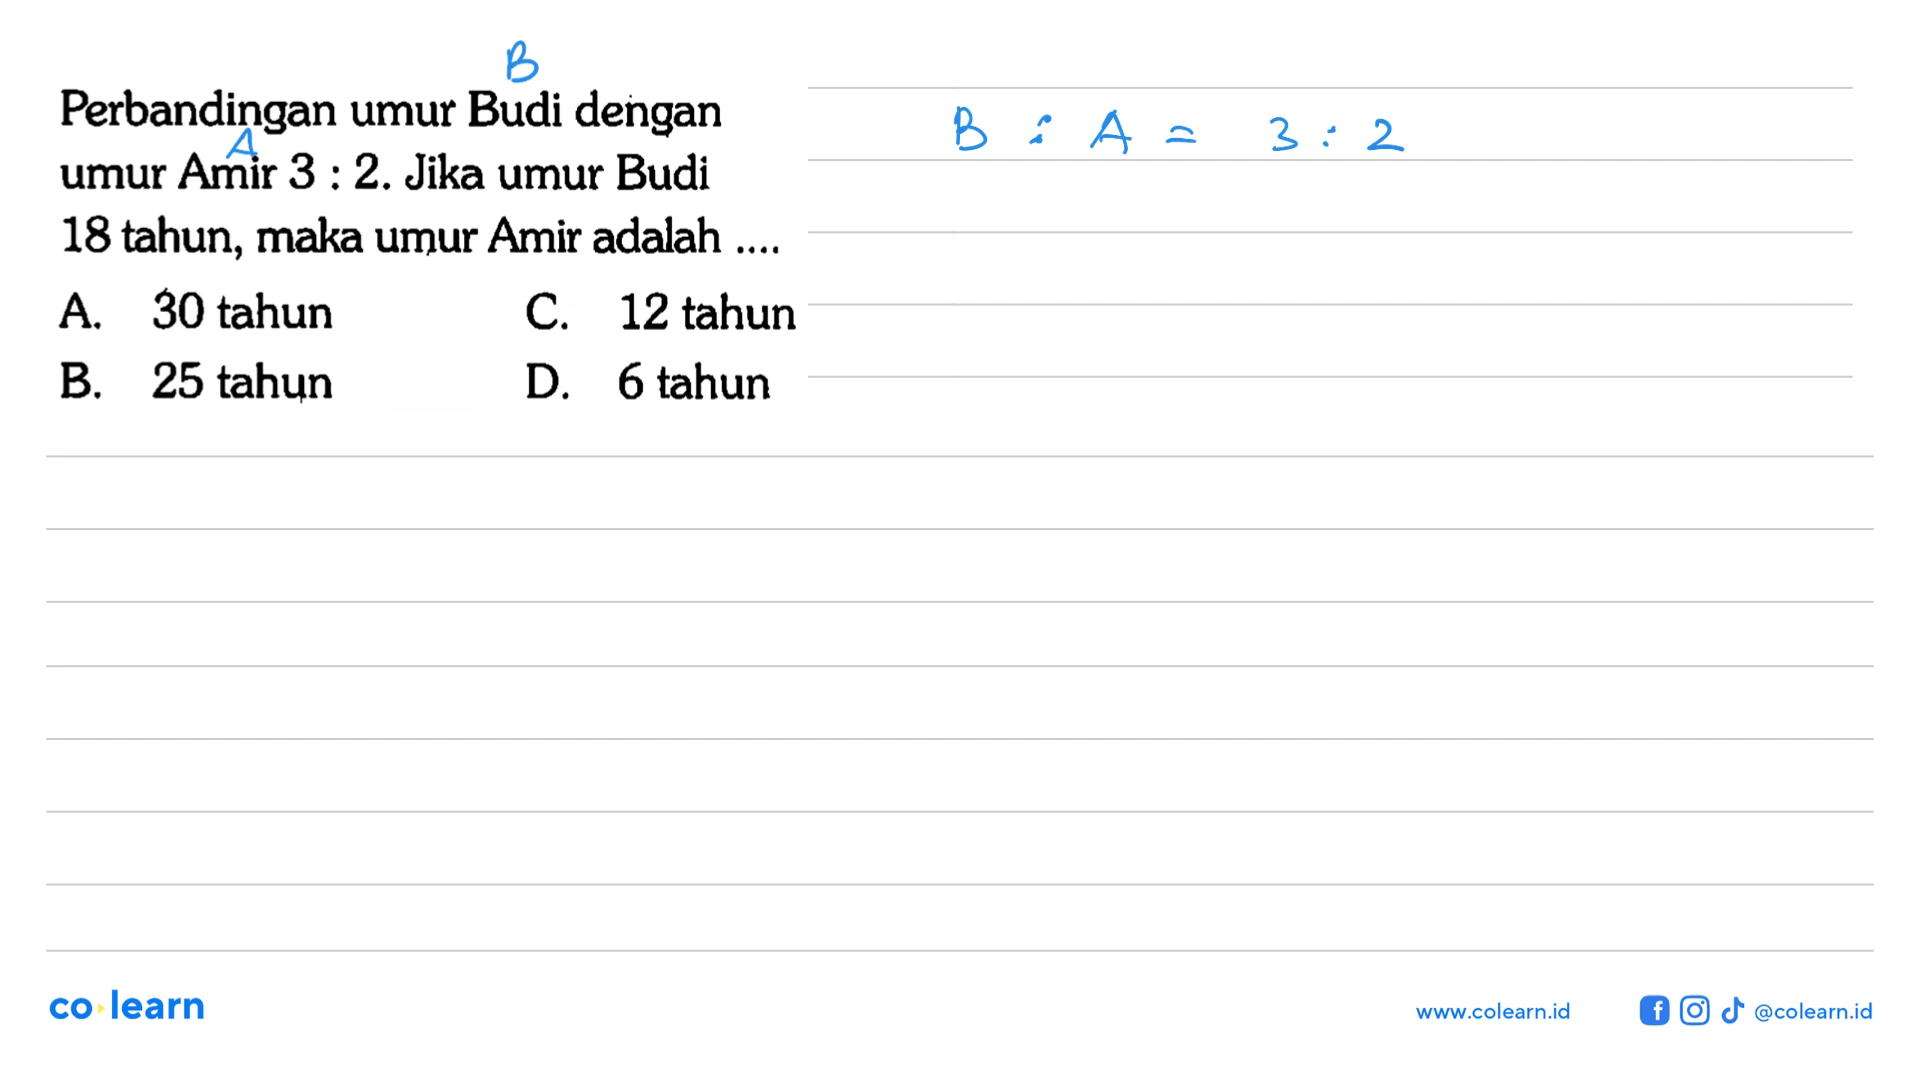 B
Perbandingan umur Budi dengan
A
umur Amir 3 : 2. Jika umur Budi
18 tahun, maka umur Amir adalah ....
A. 30 tahun C. 12 tahun
B. 25 tahun D. 6 tahun
B : A = 3 : 2
co learn
www.colearn.id @colearn.id